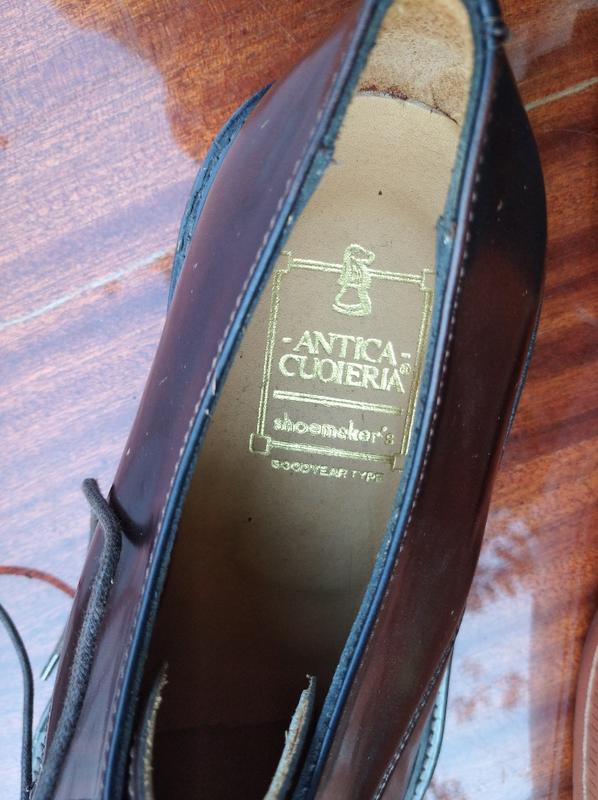 - ANTICA -
CUOIERIA®
shoemaker's
GOODYEAR TYPE